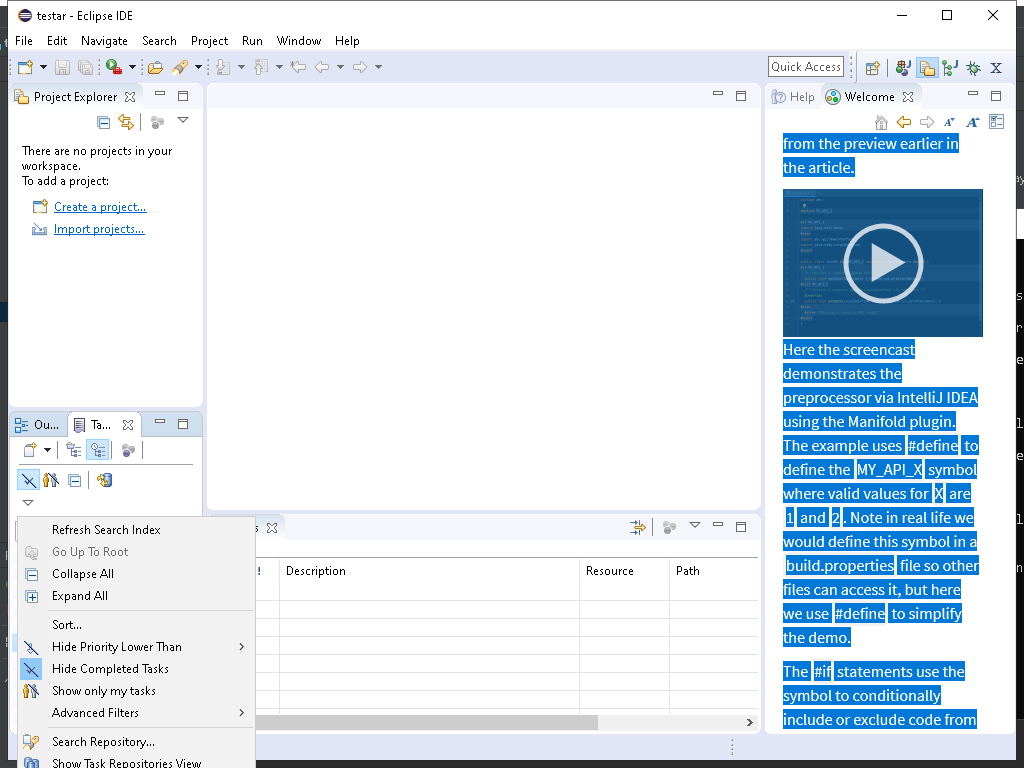 testar - Eclipse IDE
File Edit Navigate Search Project Run Window Help
Quick Access
Project Explorer
Help Welcome
There are no projects in your
workspace.
To add a project:
Create a project...
Import projects...
from the preview earlier in
the article.
Here the screencast
demonstrates the
preprocessor via IntelliJ IDEA
using the Manifold plugin.
The example uses #define to
define the MY_API_X symbol
where valid values for X are
1 and 2. Note in real life we
would define this symbol in a
build.properties file so other
files can access it, but here
we use #define to simplify
the demo.
The #if statements use the
symbol to conditionally
include or exclude code from
Ou... Ta...
Refresh Search Index
Go Up To Root
Collapse All
Expand All
Sort...
Hide Priority Lower Than
Hide Completed Tasks
Show only my tasks
Advanced Filters
Search Repository...
Show Task Repositories View
s
! Description Resource Path